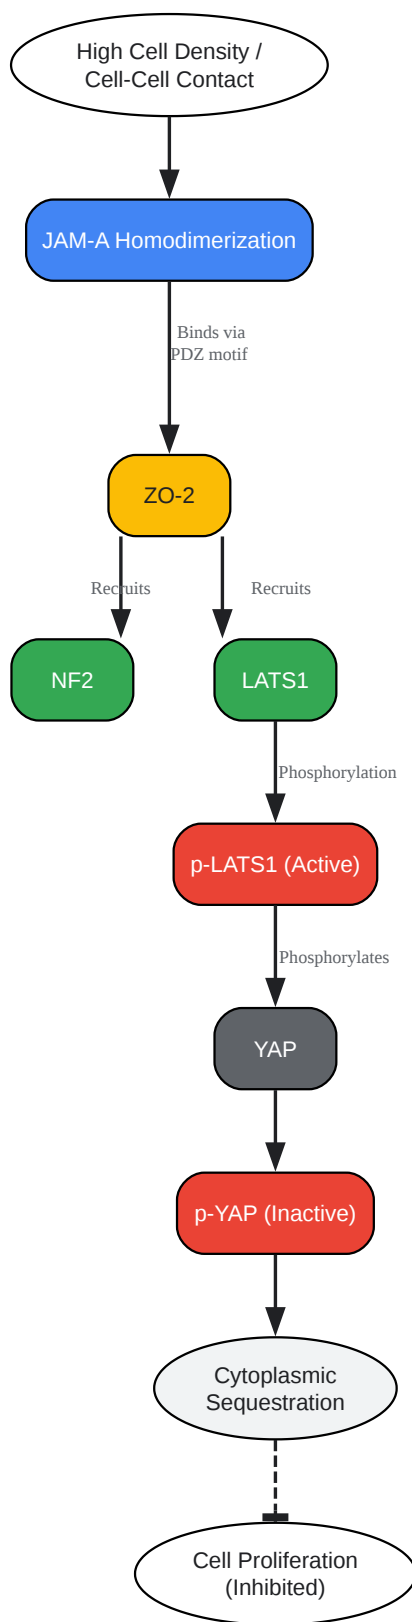 High Cell Density /
Cell-Cell Contact
JAM-A Homodimerization
Binds via
PDZ motif
ZO-2
Recruits
Recruits
NF2
LATS1
Phosphorylation
p-LATS1 (Active)
Phosphorylates
YAP
p-YAP (Inactive)
Cytoplasmic
Sequestration
Cell Proliferation
(Inhibited)